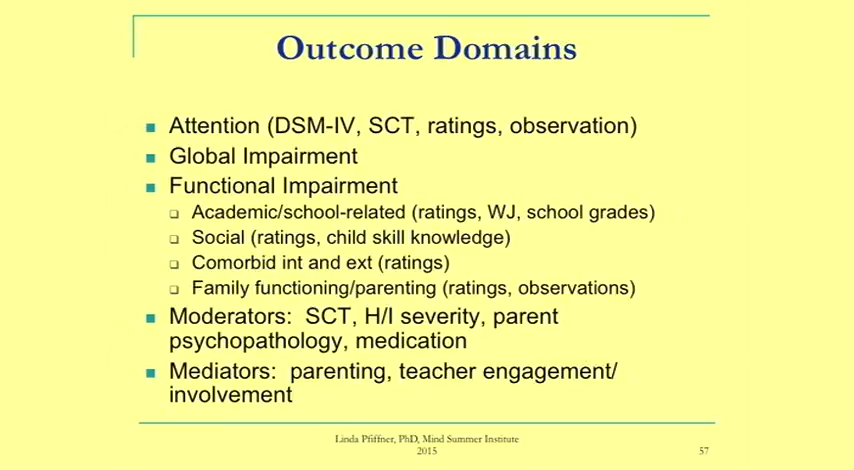 Outcome Domains
Attention (DSM-IV, SCT, ratings, observation)
Global Impairment
Functional Impairment
Academic/school-related (ratings, WJ, school grades)
Social (ratings, child skill knowledge)
Comorbid int and ext (ratings)
Family functioning/parenting (ratings, observations)
Moderators:  SCT, H/I severity, parent
psychopathology, medication
Mediators:  parenting, teacher engagement/
involvement
Linda Pfiffner, PhD, Mind Summer Institute
2015
57